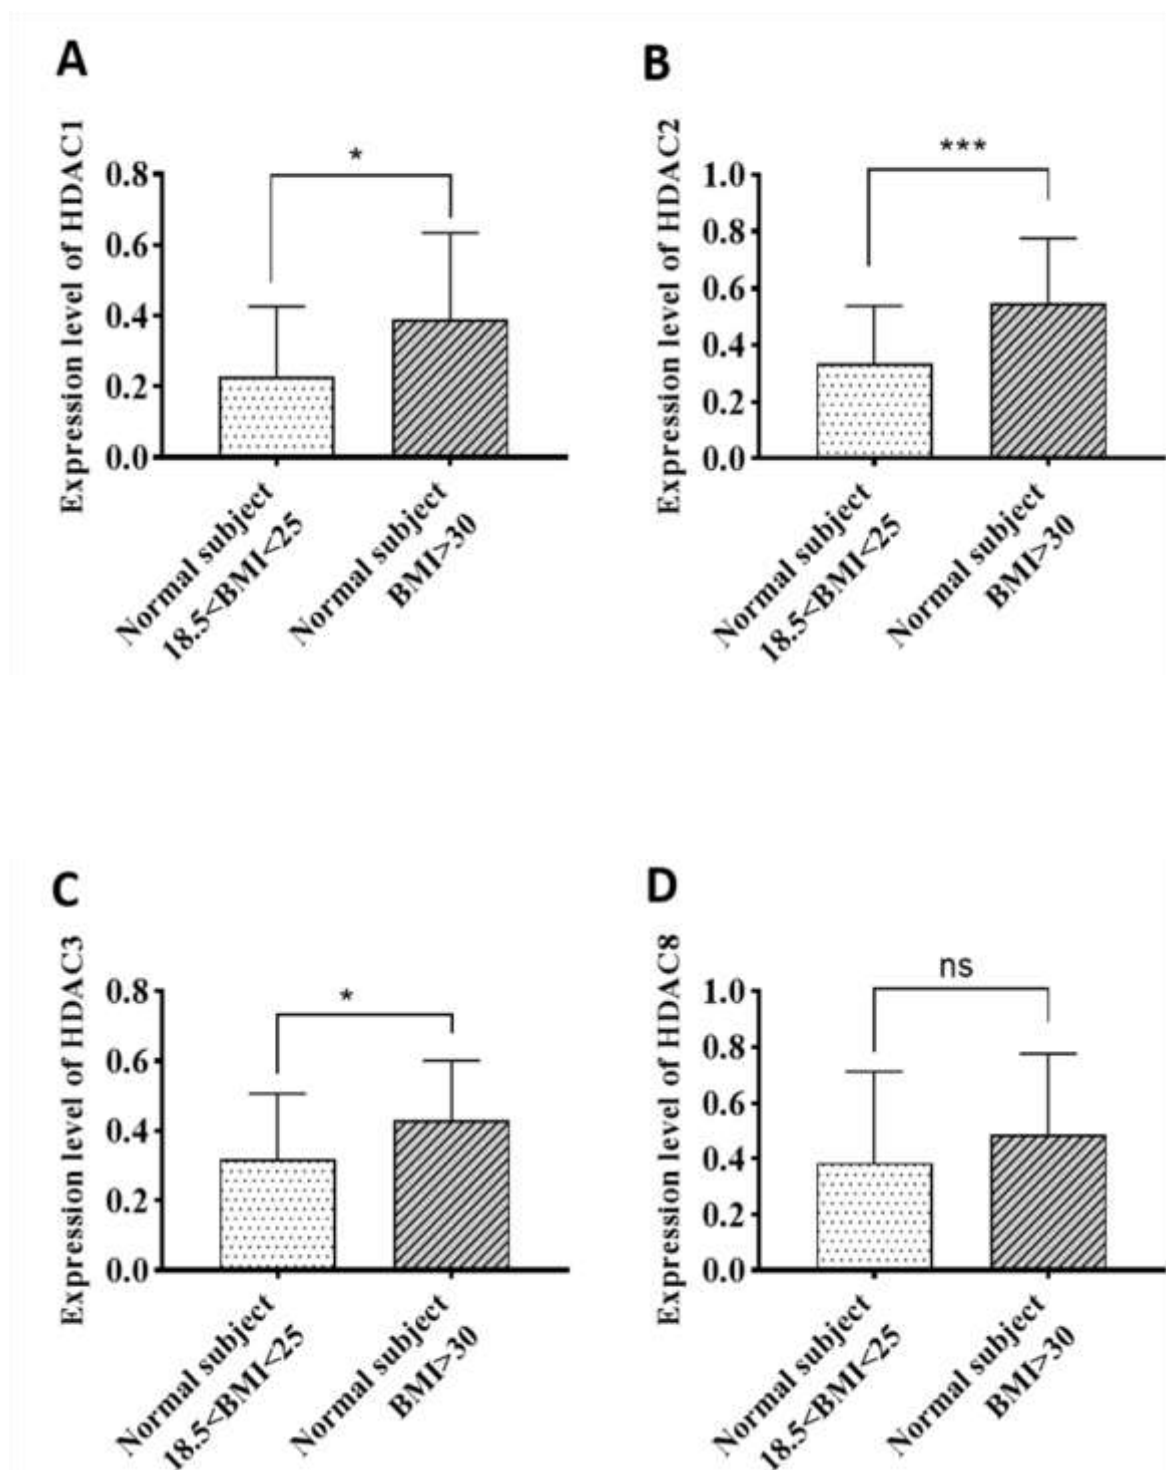 A
Expression level of HDAC1
*
0.8
0.6
0.4
0.2
0.0
Normal subject
18.5<BMI<25
Normal subject
BMI>30
B
Expression level of HDAC2
***
1.0
0.8
0.6
0.4
0.2
0.0
Normal subject
18.5<BMI<25
Normal subject
BMI>30
C
Expression level of HDAC3
*
0.8
0.6
0.4
0.2
0.0
Normal subject
18.5<BMI<25
Normal subject
BMI>30
D
Expression level of HDAC8
ns
1.0
0.8
0.6
0.4
0.2
0.0
Normal subject
18.5<BMI<25
Normal subject
BMI>30